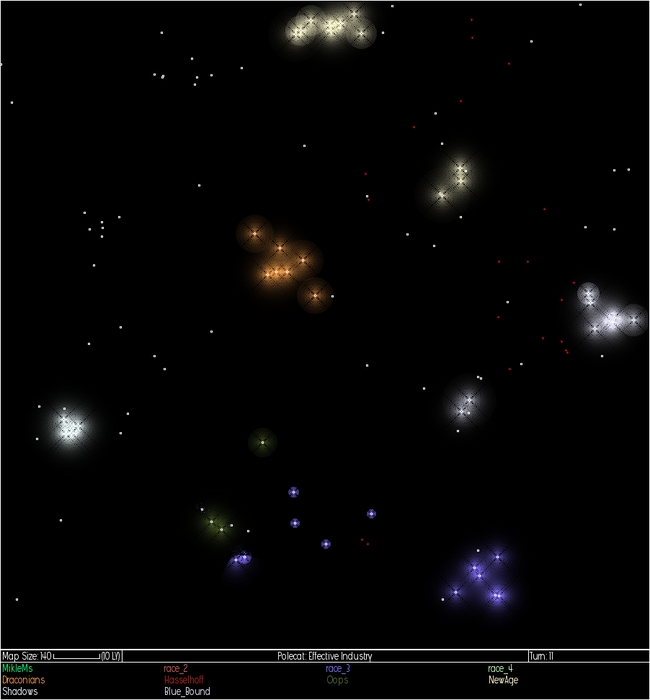 Map Size: 140 (10 LY) Polecat: Effective Industry Turn: 11
MikleMs race_2 race_3 race_4
Draconians Hasselhoff Oops NewAge
Shadows Blue_Bound